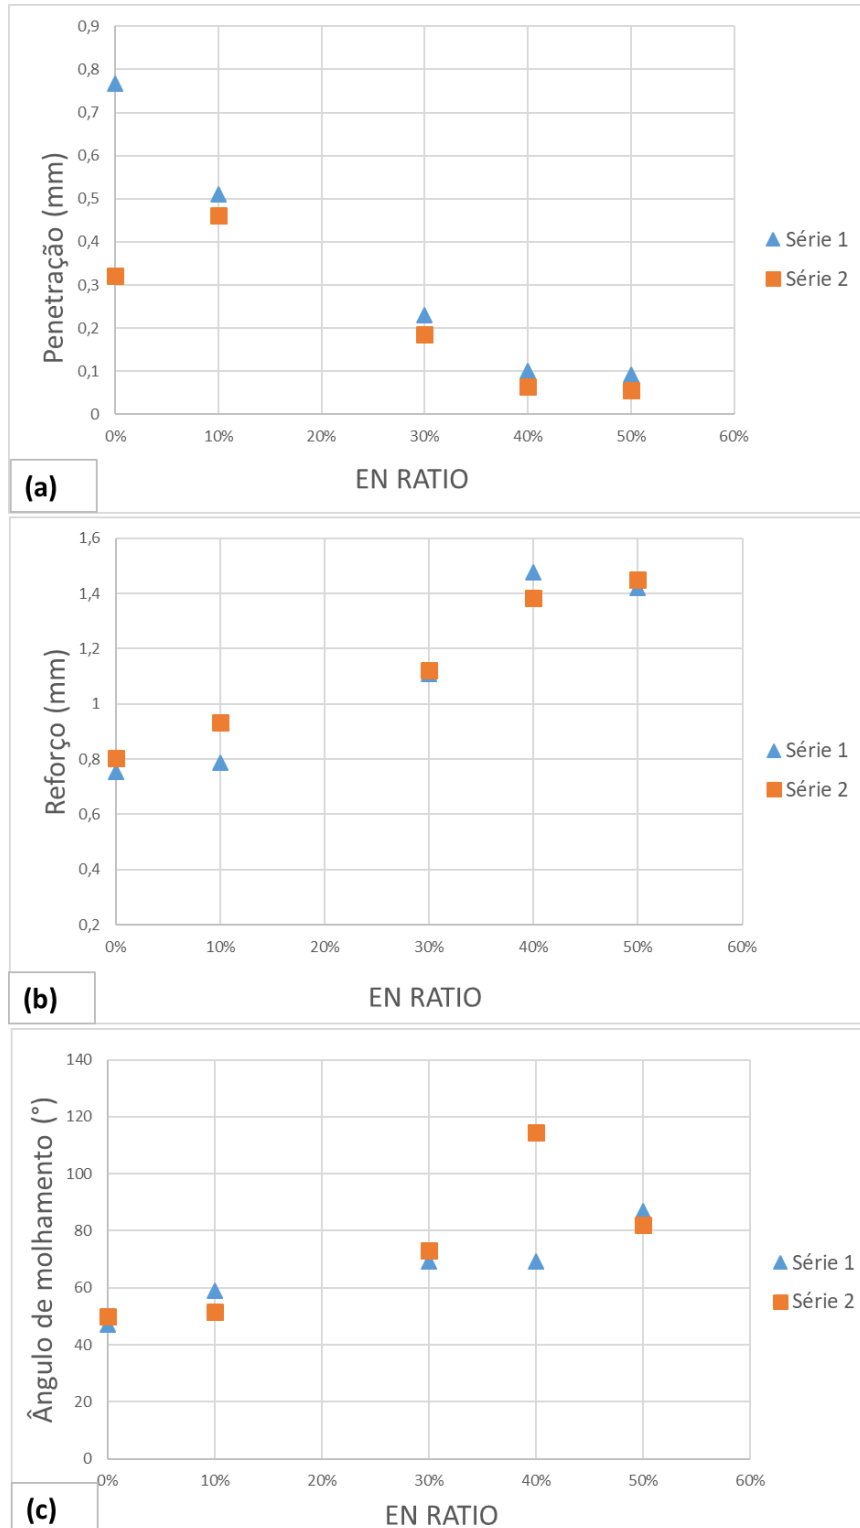 0,9
0,8
0,7
0,6
0,5
0,4
0,3
0,2
0,1
0
Penetração (mm)
0% 10% 20% 30% 40% 50% 60%
EN RATIO
Série 1
Série 2
(a)
1,6
1,4
1,2
1
0,8
0,6
0,4
0,2
Reforço (mm)
0% 10% 20% 30% 40% 50% 60%
EN RATIO
Série 1
Série 2
(b)
140
120
100
80
60
40
20
0
Ângulo de molhamento (°)
0% 10% 20% 30% 40% 50% 60%
EN RATIO
Série 1
Série 2
(c)